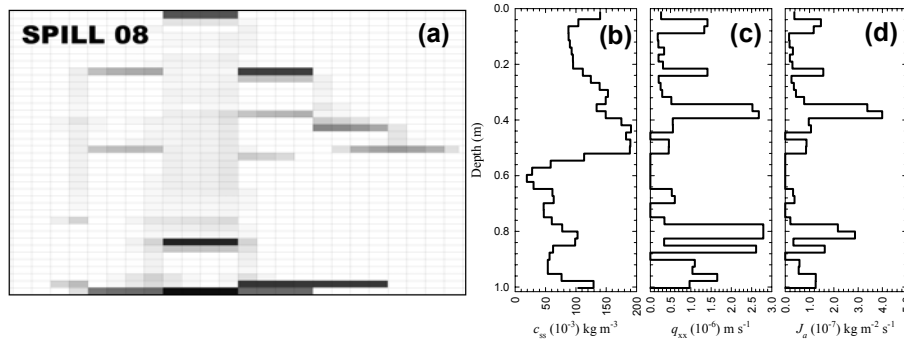 SPILL 08
(a)
(b)
(c)
(d)
0.0
0.2
0.4
0.6
0.8
1.0
Depth (m)
0 50 100 150 200
0.0 0.5 1.0 1.5 2.0 2.5 3.0
0.0 1.0 2.0 3.0 4.0 5.0
c_ss (10^-3) kg m^-3
q_xx (10^-6) m s^-1
J_a (10^-7) kg m^-2 s^-1